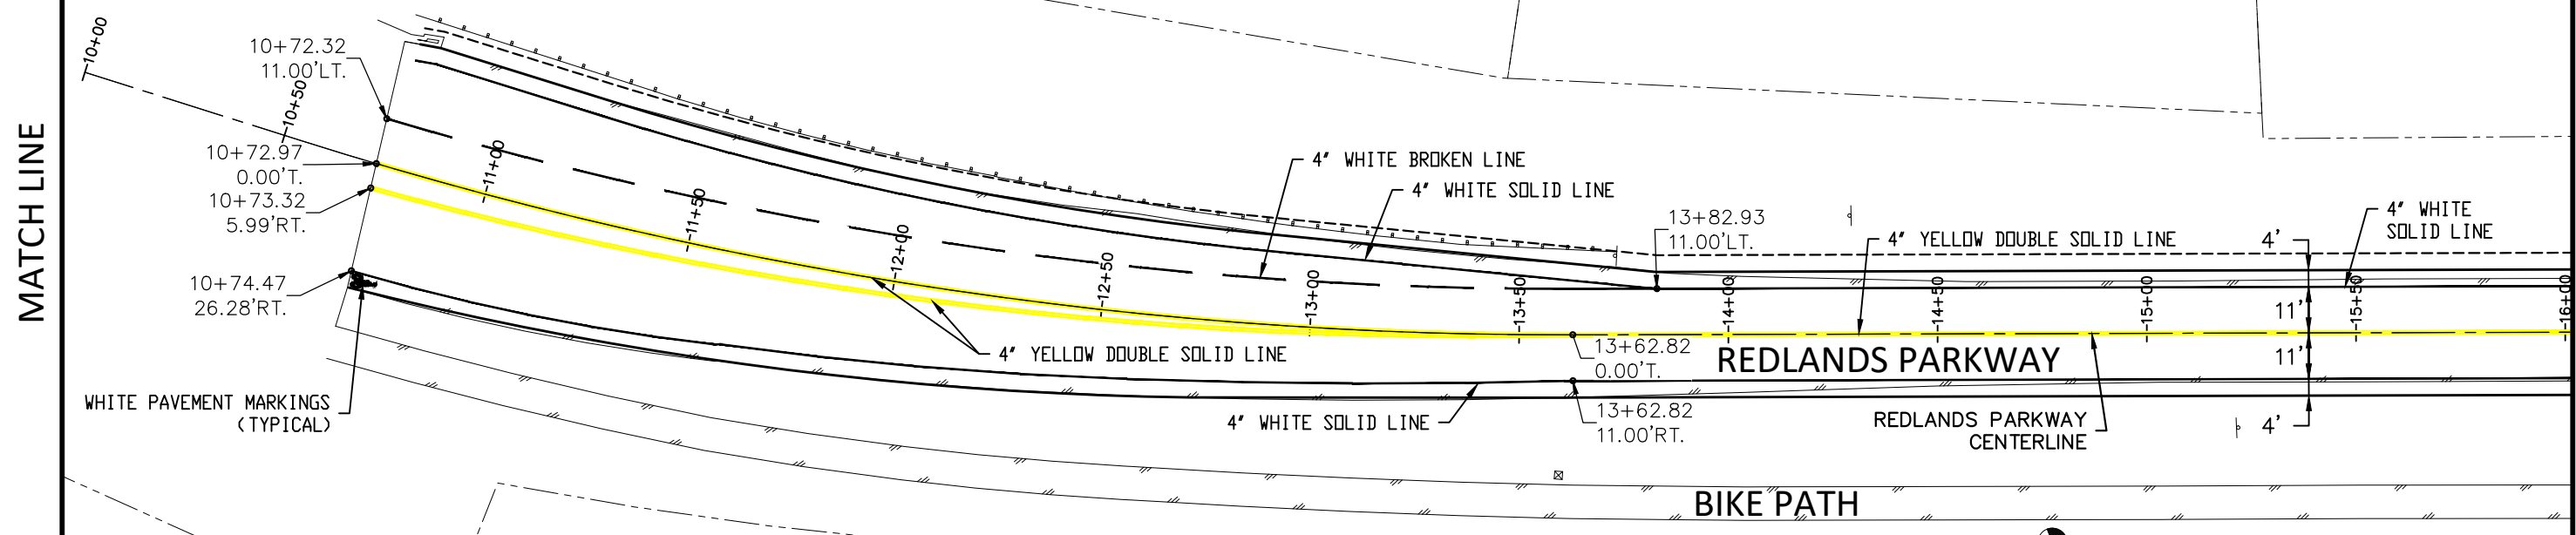 MATCH LINE
10+00
10+50
10+72.32
11.00'LT.
10+72.97
0.00'T.
10+73.32
5.99'RT.
10+74.47
26.28'RT.
WHITE PAVEMENT MARKINGS
(TYPICAL)
11+00
11+50
12+00
12+50
13+00
13+50
14+00
14+50
15+00
15+50
16+00
4" WHITE BROKEN LINE
4" WHITE SOLID LINE
13+82.93
11.00'LT.
4" YELLOW DOUBLE SOLID LINE
4" WHITE
SOLID LINE
4'
11'
11'
4'
4" YELLOW DOUBLE SOLID LINE
13+62.82
0.00'T.
REDLANDS PARKWAY
4" WHITE SOLID LINE
13+62.82
11.00'RT.
REDLANDS PARKWAY
CENTERLINE
BIKE PATH